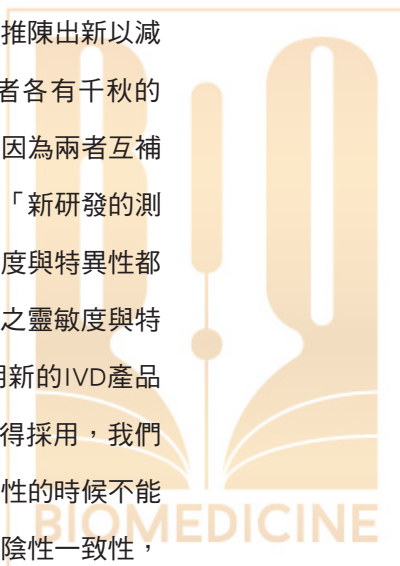 推陳出新以減
者各有千秋的
因為兩者互補
「新研發的測
度與特異性都
之靈敏度與特
用新的IVD產品
得採用，我們
性的時候不能
陰性一致性，
BIO
BIOMEDICINE